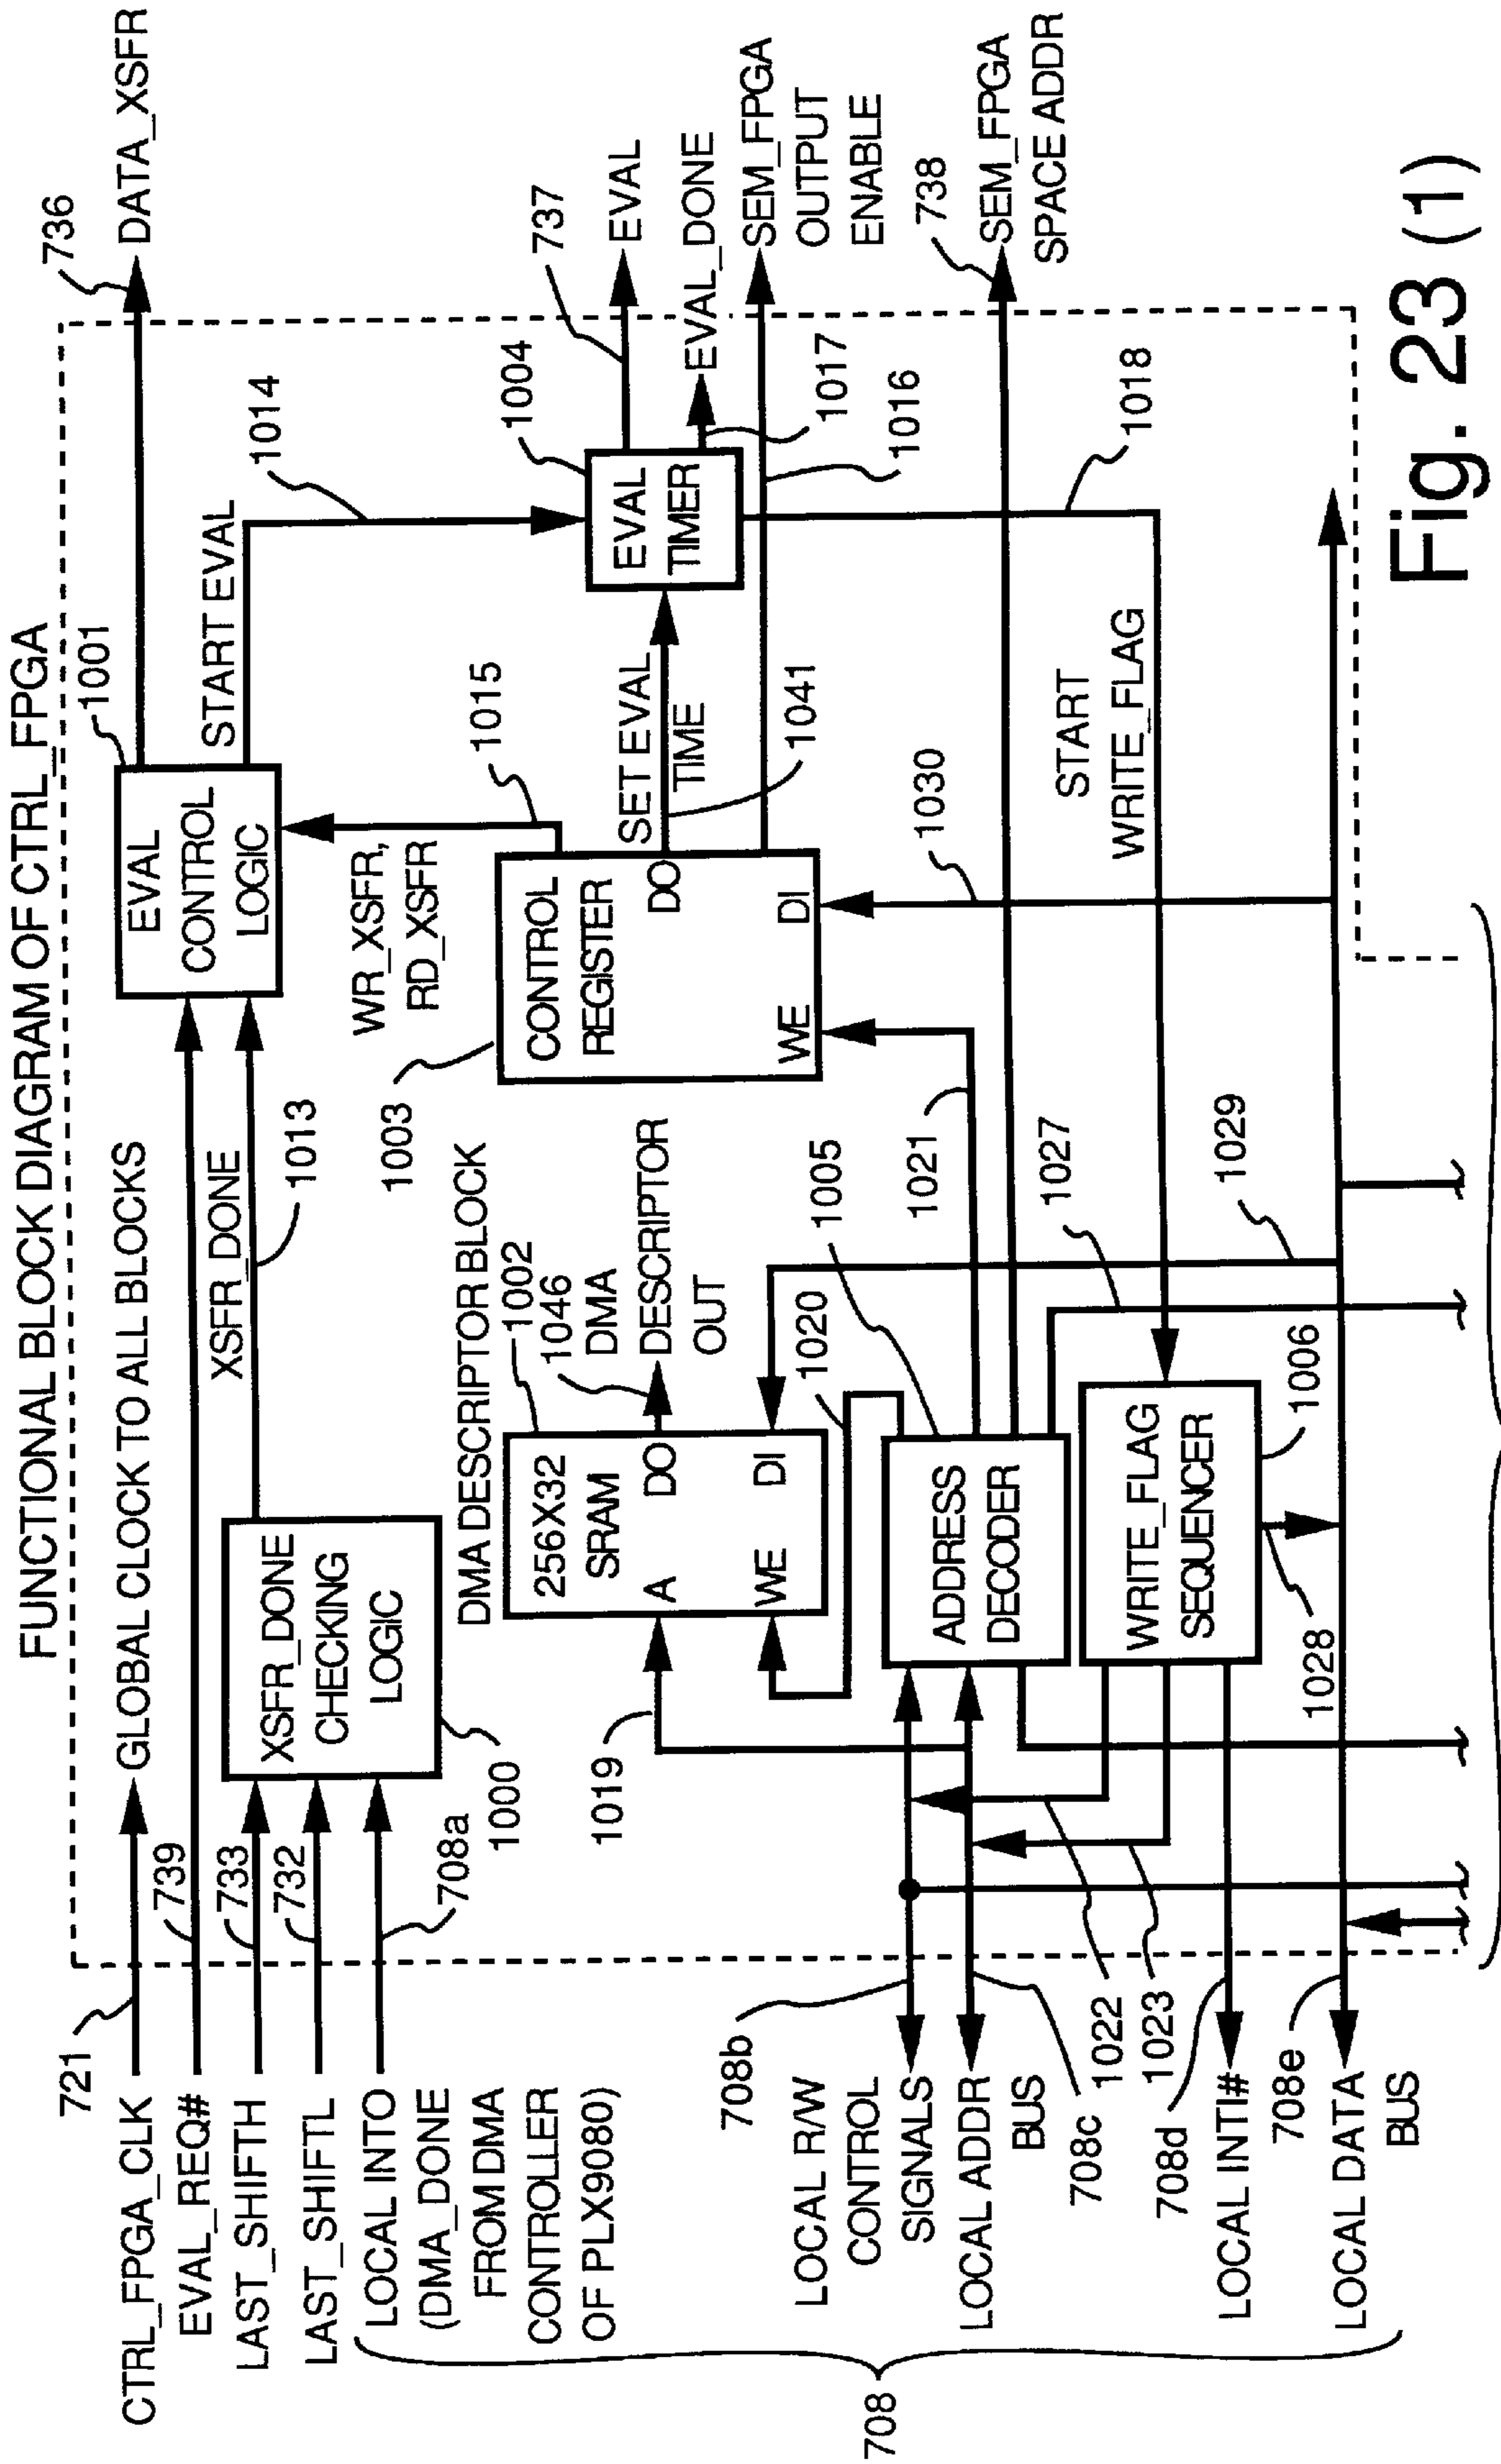 FUNCTIONAL BLOCK DIAGRAM OF CTRL_FPGA
721
CTRL_FPGA_CLK
GLOBAL CLOCK TO ALL BLOCKS
EVAL_REQ#
739
LAST_SHIFTH
733
LAST_SHIFTL
732
LOCAL INTO
(DMA_DONE
FROM DMA
CONTROLLER
OF PLX9080)
708a
XSFR_DONE
CHECKING
LOGIC
1000
XSFR_DONE
1013
1001
EVAL
CONTROL
LOGIC
736
DATA_XSFR
START EVAL
1014
WR_XSFR,
RD_XSFR
1015
1003
CONTROL
REGISTER
DO
WE
DI
SET EVAL
TIME
1041
1004
EVAL
TIMER
737
EVAL
EVAL_DONE
1017
1016
SEM_FPGA
OUTPUT
ENABLE
738
SEM_FPGA
SPACE ADDR
1018
START
WRITE_FLAG
1030
DMA DESCRIPTOR BLOCK
1002
256X32
SRAM
A
DO
WE
DI
1046
DMA
DESCRIPTOR
OUT
1019
1020
1005
1021
1027
1029
ADDRESS
DECODER
WRITE_FLAG
SEQUENCER
1006
1028
708
708b
LOCAL R/W
CONTROL
SIGNALS
LOCAL ADDR
BUS
708c
1022
1023
708d
LOCAL INTI#
708e
LOCAL DATA
BUS
Fig. 23 (1)